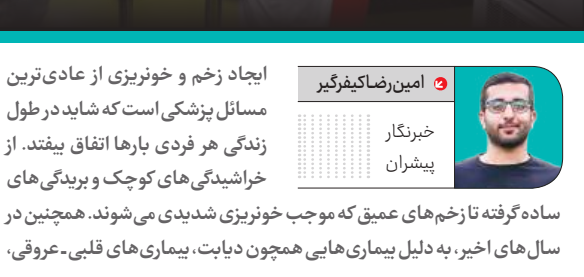 امین‌رضا کیفرگیر
خبرنگار
پیشران
ایجاد زخم و خونریزی از عادی‌ترین
مسائل پزشکی است که شاید در طول
زندگی هر فردی بارها اتفاق بیفتد. از
خراشیدگی‌های کوچک و بریدگی‌های
ساده گرفته تا زخم‌های عمیق که موجب خونریزی شدیدی می‌شوند. همچنین در
سال‌های اخیر، به دلیل بیماری‌هایی همچون دیابت، بیماری‌های قلبی ـ عروقی،